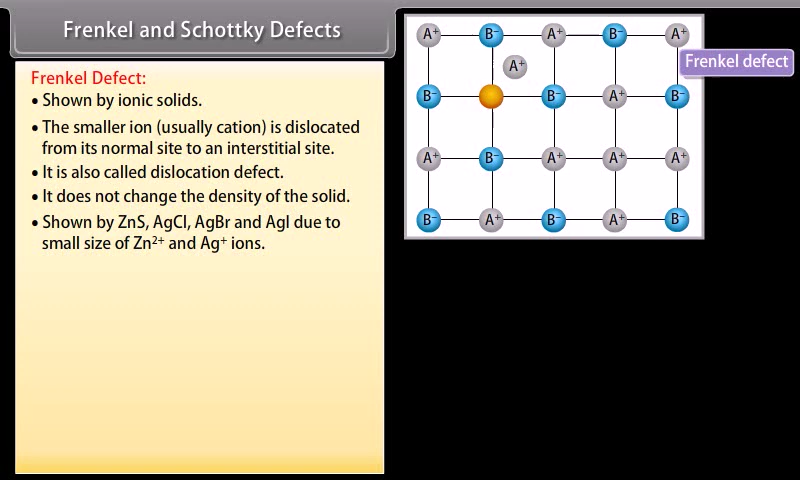 Frenkel and Schottky Defects
Frenkel Defect:
• Shown by ionic solids.
• The smaller ion (usually cation) is dislocated
from its normal site to an interstitial site.
• It is also called dislocation defect.
• It does not change the density of the solid.
• Shown by ZnS, AgCl, AgBr and AgI due to
small size of Zn²⁺ and Ag⁺ ions.
A⁺ B⁻ A⁺ B⁻ A⁺
A⁺
Frenkel defect
B⁻ B⁻ A⁺ B⁻
A⁺ B⁻ A⁺ A⁺ A⁺
B⁻ A⁺ B⁻ A⁺ B⁻